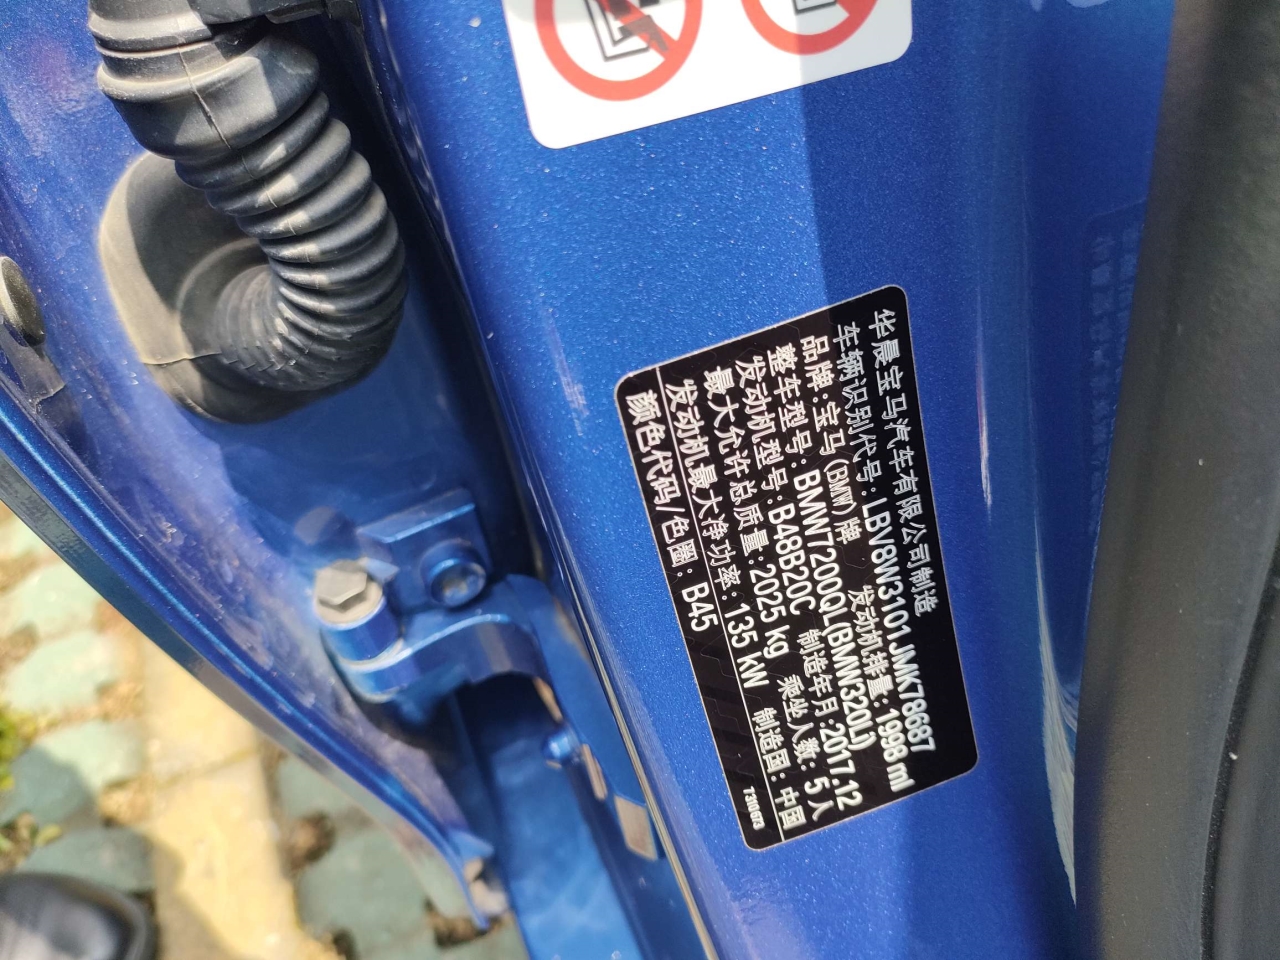 华晨宝马汽车有限公司制造
车辆识别代号: LBV8W3101JMK78687
品牌: 宝马(BMW)牌 发动机排量: 1998 ml
整车型号: BMW7200QL(BMW320Li)
发动机型号: B48B20C 制造年月: 2017.12
最大允许总质量: 2025 kg 乘坐人数: 5人
发动机最大净功率: 135 kW 制造国: 中国
颜色代码/色圈: B45